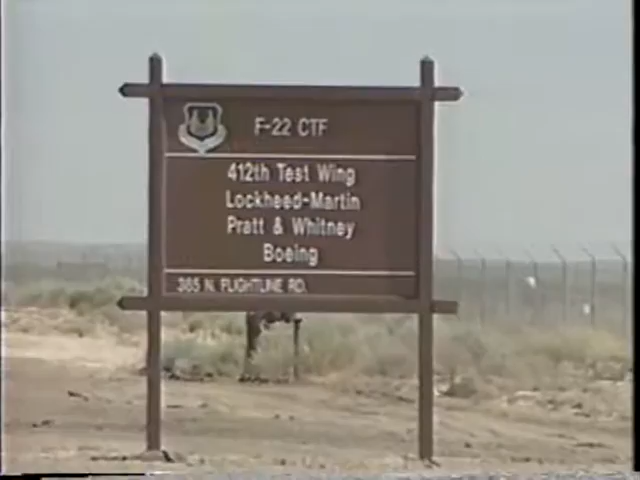 F-22 CTF
412th Test Wing
Lockheed-Martin
Pratt & Whitney
Boeing
365 N. FLIGHTLINE RD.